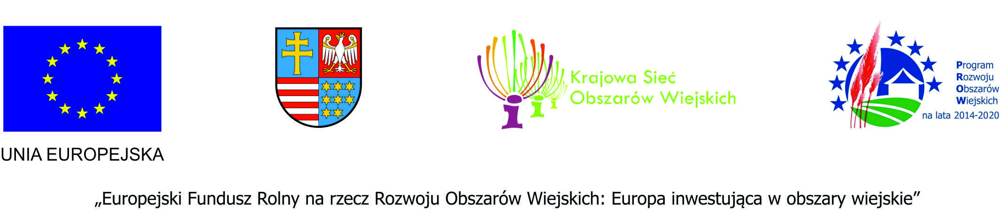 UNIA EUROPEJSKA
Krajowa Sieć
Obszarów Wiejskich
Program
Rozwoju
Obszarów
Wiejskich
na lata 2014-2020
„Europejski Fundusz Rolny na rzecz Rozwoju Obszarów Wiejskich: Europa inwestująca w obszary wiejskie”